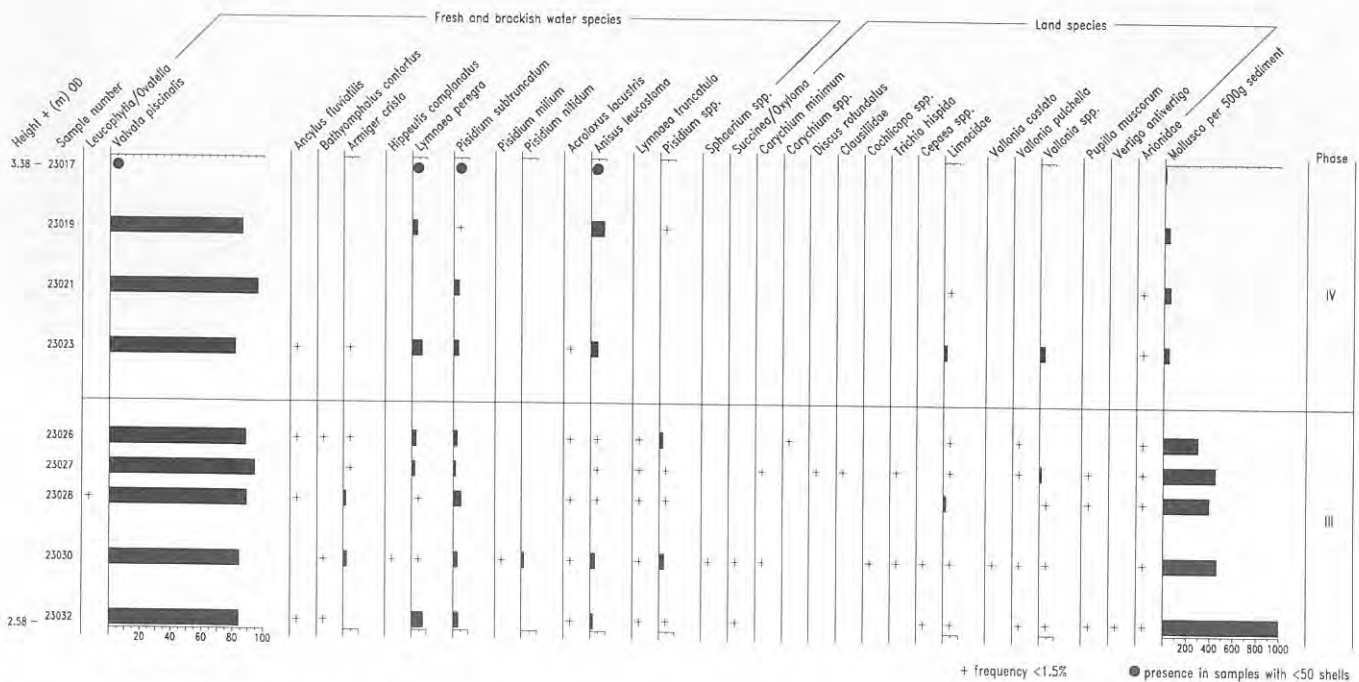 Fresh and brackish water species
Land species
Height + (m) OD
Sample number
Leucophyla/Ovatella
Valvata piscinalis
Ancylus fluviatilis
Bathyomphalus contortus
Armiger crista
Hippeutis complanatus
Lymnaea peregra
Pisidium subtruncatum
Pisidium milium
Pisidium nitidum
Acroloxus lacustris
Anisus leucostoma
Lymnaea truncatula
Pisidium spp.
Sphaerium spp.
Succinea/Oxyloma
Carychium minimum
Carychium spp.
Discus rotundatus
Clausiliidae
Cochlicopa spp.
Trichia hispida
Cepaea spp.
Limacidae
Vallonia costata
Vallonia pulchella
Vallonia spp.
Pupilla muscorum
Vertigo antivertigo
Arionidae
Mollusca per 500g sediment
Phase
3.38 – 23017
23019
23021
IV
23023
23026
23027
23028
III
23030
2.58 – 23032
20 40 60 80 100
200 400 600 800 1000
+ frequency <1.5%
● presence in samples with <50 shells